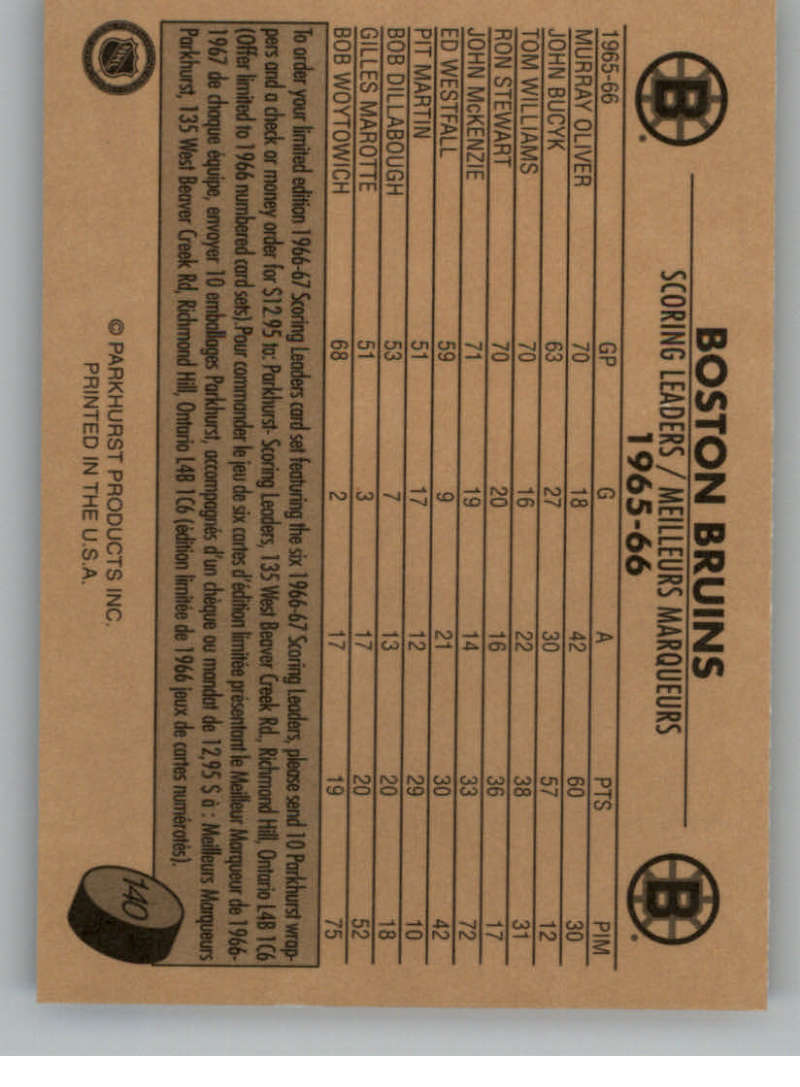 BOSTON BRUINS
SCORING LEADERS / MEILLEURS MARQUEURS
1965-66
B
B
1965-66 GP G A PTS PIM
MURRAY OLIVER 70 18 42 60 30
JOHN BUCYK 63 27 30 57 12
TOM WILLIAMS 70 16 22 38 31
RON STEWART 70 20 16 36 17
JOHN McKENZIE 71 19 14 33 72
ED WESTFALL 59 9 21 30 42
PIT MARTIN 51 17 12 29 10
BOB DILLABOUGH 53 7 13 20 18
GILLES MAROTTE 51 3 17 20 52
BOB WOYTOWICH 68 2 17 19 75
To order your limited edition 1966-67 Scoring Leaders card set featuring the six 1966-67 Scoring Leaders, please send 10 Parkhurst wrap-
pers and a check or money order for $12.95 to: Parkhurst- Scoring Leaders, 135 West Beaver Creek Rd., Richmond Hill, Ontario L4B 1C6
(Offer limited to 1966 numbered card sets).Pour commander le jeu de six cartes d'édition limitée présentant le Meilleur Marqueur de 1966-
1967 de chaque équipe, envoyer 10 emballages Parkhurst, accompagnés d'un chèque ou mandat de 12,95 $ à : Meilleurs Marqueurs
Parkhurst, 135 West Beaver Creek Rd, Richmond Hill, Ontario L4B 1C6 (édition limitée de 1966 jeux de cartes numérotés).
NHL
© PARKHURST PRODUCTS INC.
PRINTED IN THE U.S.A.
140